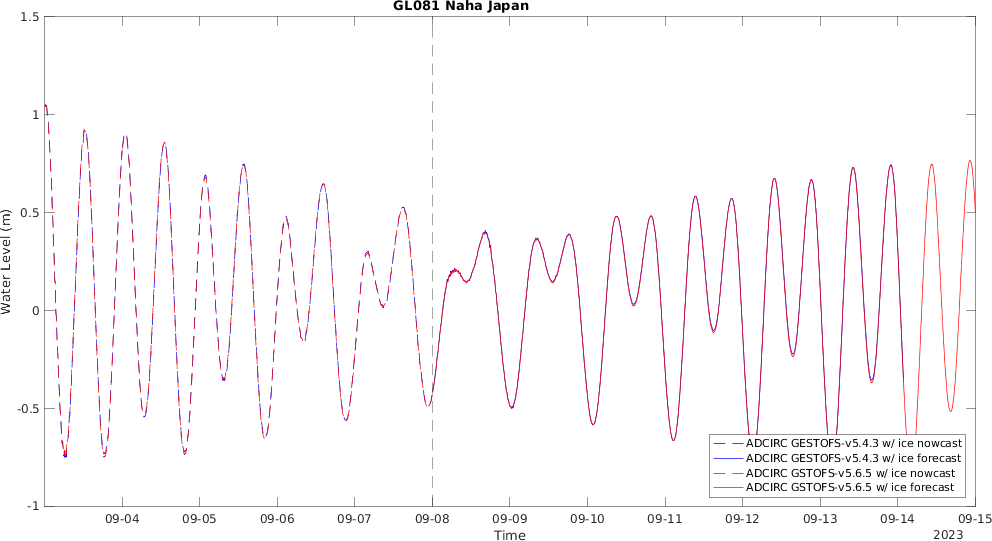 GL081 Naha Japan
Water Level (m)
1.5
1
0.5
0
-0.5
-1
09-04 09-05 09-06 09-07 09-08 09-09 09-10 09-11 09-12 09-13 09-14 09-15
Time
2023
ADCIRC GESTOFS-v5.4.3 w/ ice nowcast
ADCIRC GESTOFS-v5.4.3 w/ ice forecast
ADCIRC GSTOFS-v5.6.5 w/ ice nowcast
ADCIRC GSTOFS-v5.6.5 w/ ice forecast